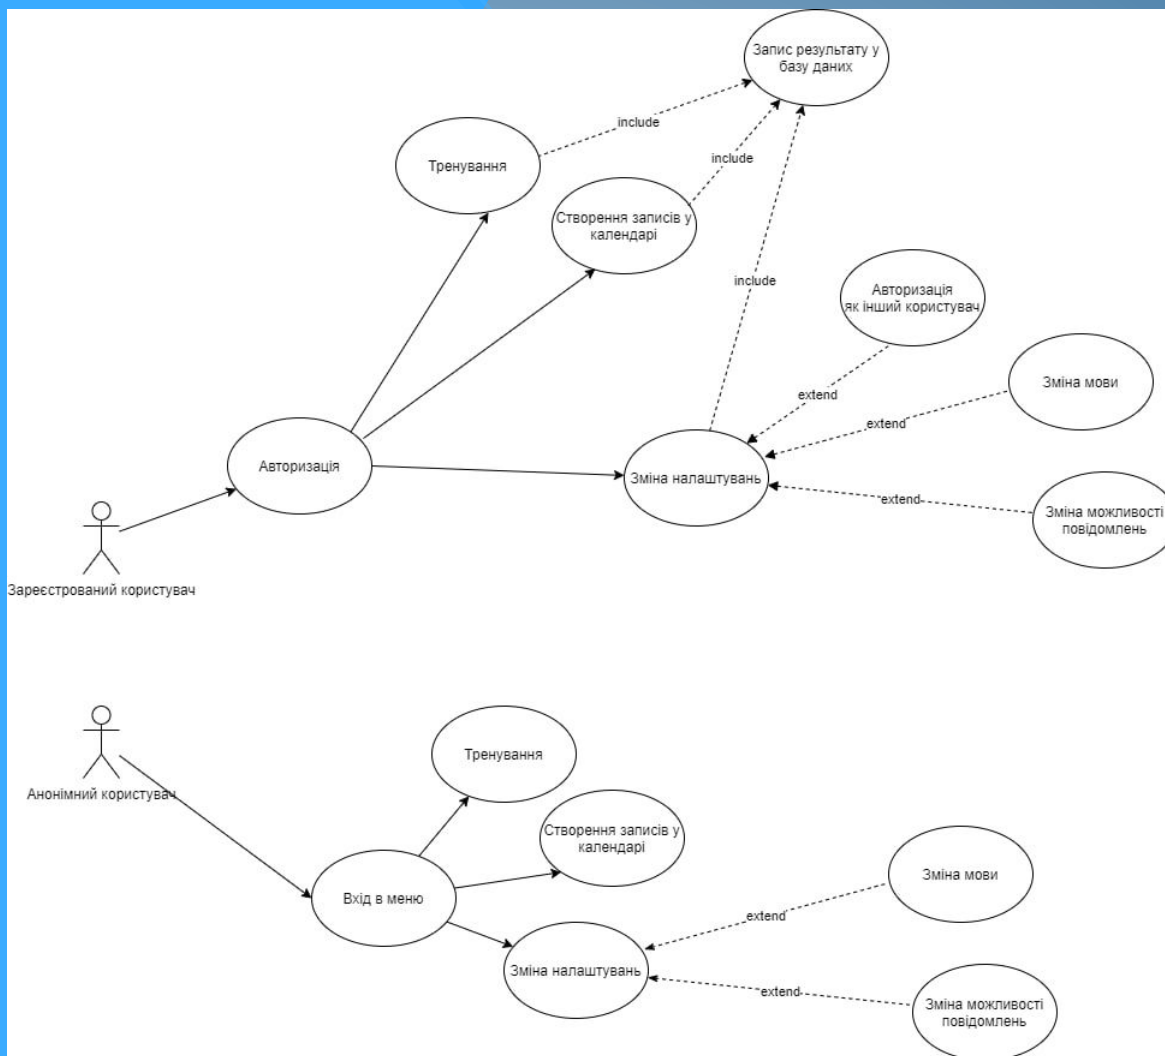 Запис результату у
базу даних
include
Тренування
include
Створення записів у
календарі
include
Авторизація
як інший користувач
extend
Зміна мови
extend
Авторизація
Зміна налаштувань
extend
Зміна можливості
повідомлень
Зареєстрований користувач
Анонімний користувач
Тренування
Створення записів у
календарі
Вхід в меню
Зміна мови
extend
Зміна налаштувань
extend
Зміна можливості
повідомлень